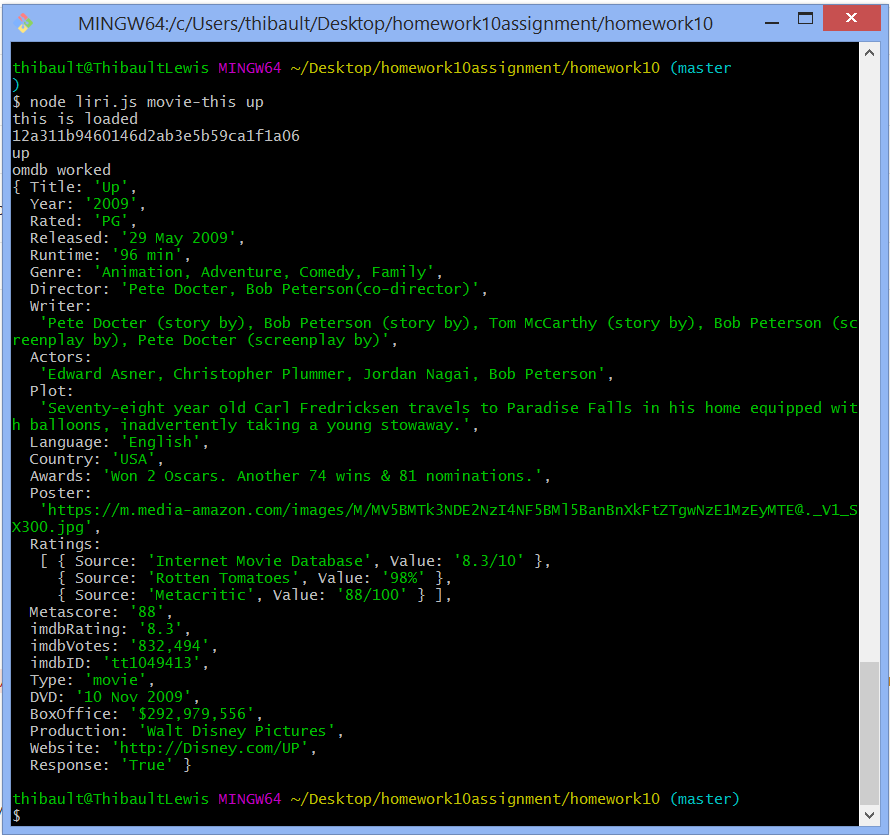 MINGW64:/c/Users/thibault/Desktop/homework10assignment/homework10
thibault@ThibaultLewis MINGW64 ~/Desktop/homework10assignment/homework10 (master
)
$ node liri.js movie-this up
this is loaded
12a311b9460146d2ab3e5b59ca1f1a06
up
omdb worked
{ Title: 'Up',
  Year: '2009',
  Rated: 'PG',
  Released: '29 May 2009',
  Runtime: '96 min',
  Genre: 'Animation, Adventure, Comedy, Family',
  Director: 'Pete Docter, Bob Peterson(co-director)',
  Writer:
   'Pete Docter (story by), Bob Peterson (story by), Tom McCarthy (story by), Bob Peterson (sc
reenplay by), Pete Docter (screenplay by)',
  Actors:
   'Edward Asner, Christopher Plummer, Jordan Nagai, Bob Peterson',
  Plot:
   'Seventy-eight year old Carl Fredricksen travels to Paradise Falls in his home equipped wit
h balloons, inadvertently taking a young stowaway.',
  Language: 'English',
  Country: 'USA',
  Awards: 'Won 2 Oscars. Another 74 wins & 81 nominations.',
  Poster:
   'https://m.media-amazon.com/images/M/MV5BMTk3NDE2NzI4NF5BMl5BanBnXkFtZTgwNzE1MzEyMTE@._V1_S
X300.jpg',
  Ratings:
   [ { Source: 'Internet Movie Database', Value: '8.3/10' },
     { Source: 'Rotten Tomatoes', Value: '98%' },
     { Source: 'Metacritic', Value: '88/100' } ],
  Metascore: '88',
  imdbRating: '8.3',
  imdbVotes: '832,494',
  imdbID: 'tt1049413',
  Type: 'movie',
  DVD: '10 Nov 2009',
  BoxOffice: '$292,979,556',
  Production: 'Walt Disney Pictures',
  Website: 'http://Disney.com/UP',
  Response: 'True' }
thibault@ThibaultLewis MINGW64 ~/Desktop/homework10assignment/homework10 (master)
$